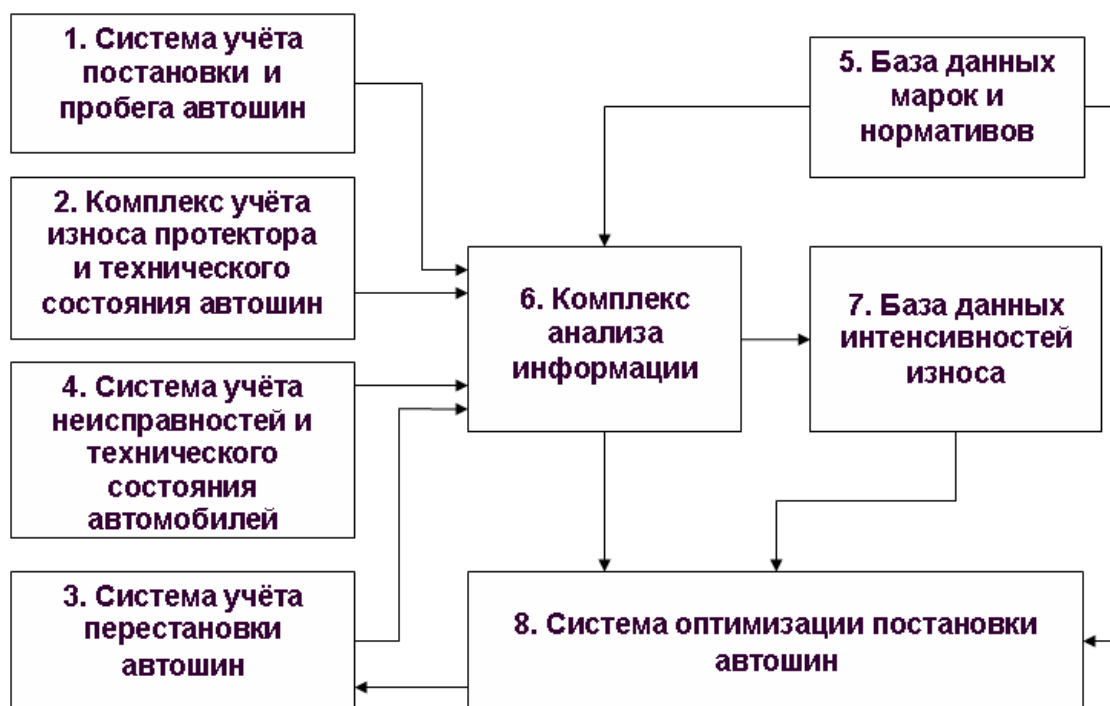 1. Система учёта
постановки и
пробега автошин
5. База данных
марок и
нормативов
2. Комплекс учёта
износа протектора
и технического
состояния автошин
6. Комплекс
анализа
информации
7. База данных
интенсивностей
износа
4. Система учёта
неисправностей и
технического
состояния
автомобилей
3. Система учёта
перестановки
автошин
8. Система оптимизации постановки
автошин